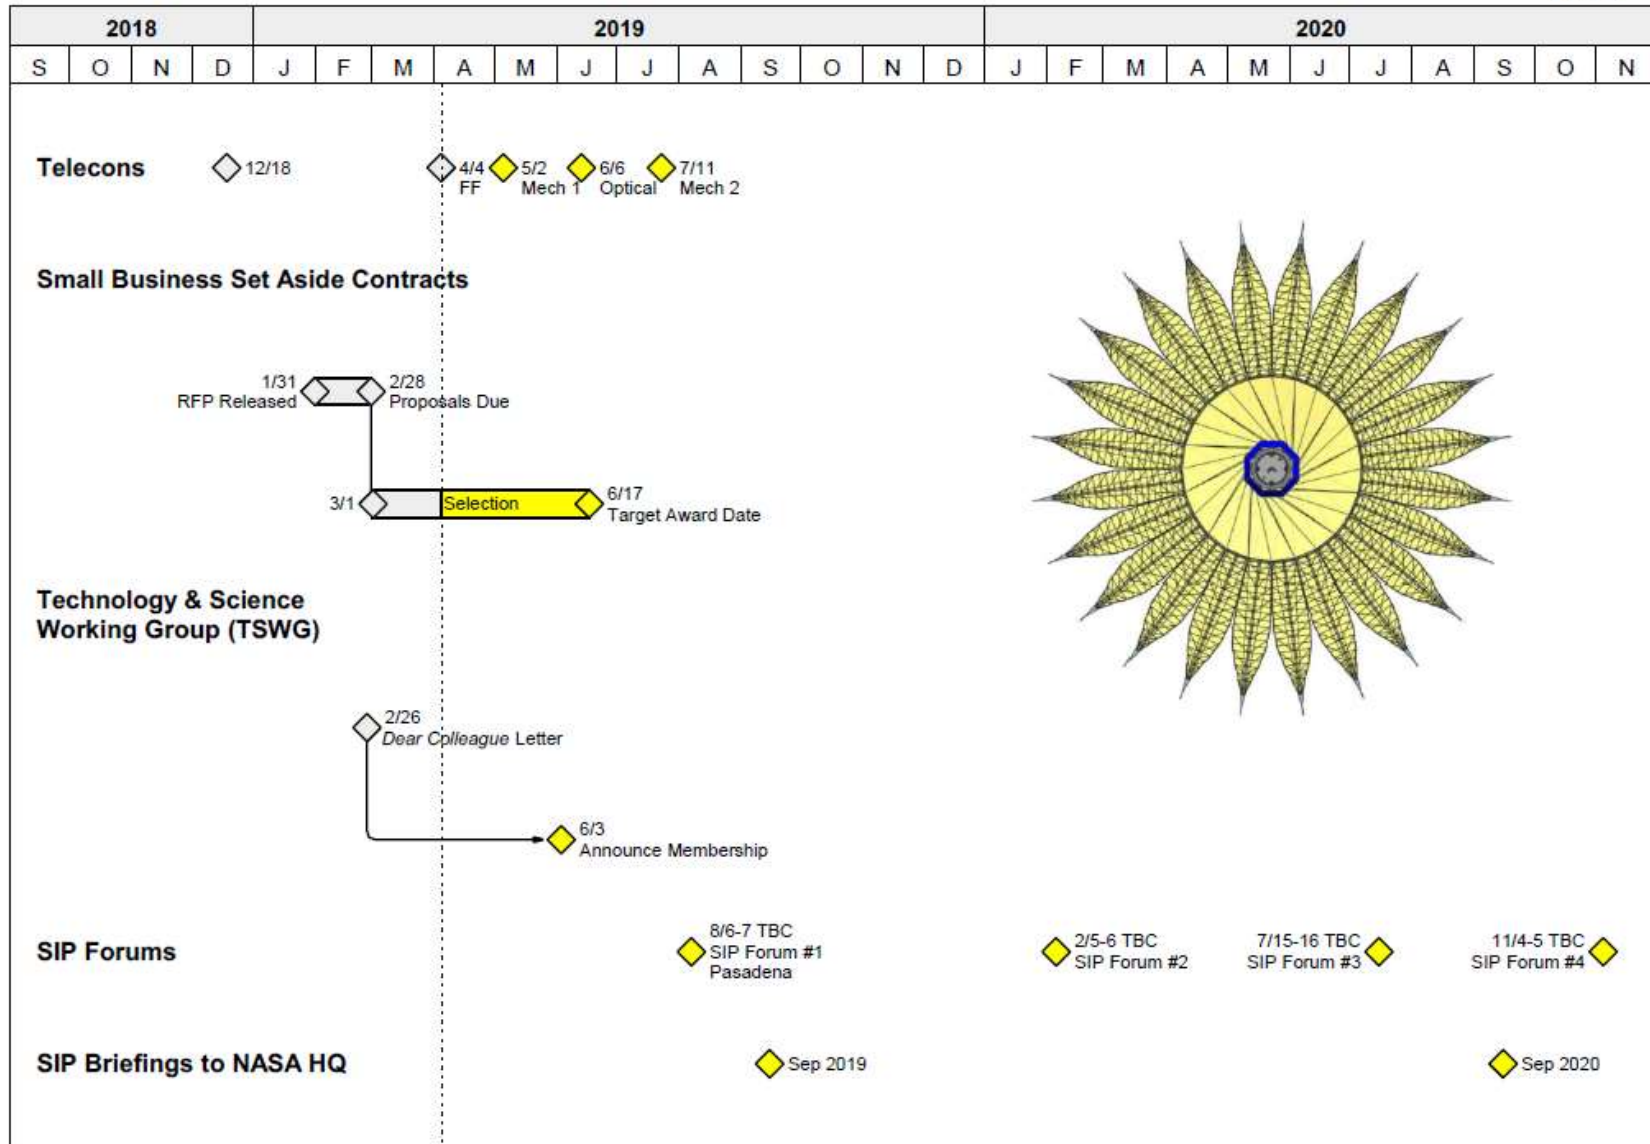 2018 2019 2020
S O N D J F M A M J J A S O N D J F M A M J J A S O N
Telecons
12/18
4/4
FF
5/2
Mech 1
6/6
Optical
7/11
Mech 2
Small Business Set Aside Contracts
1/31
RFP Released
2/28
Proposals Due
3/1
Selection
6/17
Target Award Date
Technology & Science
Working Group (TSWG)
2/26
Dear Colleague Letter
6/3
Announce Membership
SIP Forums
8/6-7 TBC
SIP Forum #1
Pasadena
2/5-6 TBC
SIP Forum #2
7/15-16 TBC
SIP Forum #3
11/4-5 TBC
SIP Forum #4
SIP Briefings to NASA HQ
Sep 2019
Sep 2020